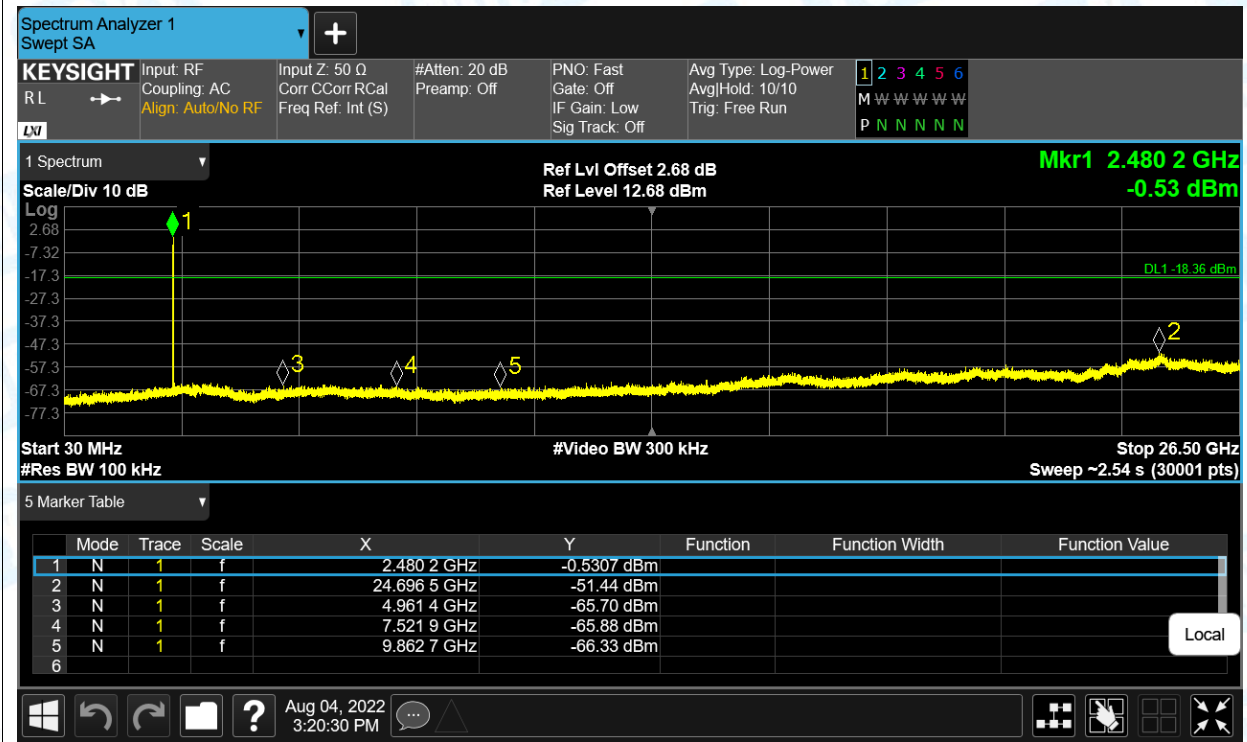 Spectrum Analyzer 1
Swept SA
+
KEYSIGHT
R L
LXI
Input: RF
Coupling: AC
Align: Auto/No RF
Input Z: 50 Ω
Corr CCorr RCal
Freq Ref: Int (S)
#Atten: 20 dB
Preamp: Off
PNO: Fast
Gate: Off
IF Gain: Low
Sig Track: Off
Avg Type: Log-Power
Avg|Hold: 10/10
Trig: Free Run
1 2 3 4 5 6
M W W W W W
P N N N N N
1 Spectrum
Scale/Div 10 dB
Ref Lvl Offset 2.68 dB
Ref Level 12.68 dBm
Mkr1 2.480 2 GHz
-0.53 dBm
Log
2.68
-7.32
-17.3
-27.3
-37.3
-47.3
-57.3
-67.3
-77.3
1
DL1 -18.36 dBm
2
3
4
5
Start 30 MHz
#Res BW 100 kHz
#Video BW 300 kHz
Stop 26.50 GHz
Sweep ~2.54 s (30001 pts)
5 Marker Table
Mode Trace Scale X Y Function Function Width Function Value
1 N 1 f 2.480 2 GHz -0.5307 dBm
2 N 1 f 24.696 5 GHz -51.44 dBm
3 N 1 f 4.961 4 GHz -65.70 dBm
4 N 1 f 7.521 9 GHz -65.88 dBm
5 N 1 f 9.862 7 GHz -66.33 dBm
6
Local
?
Aug 04, 2022
3:20:30 PM